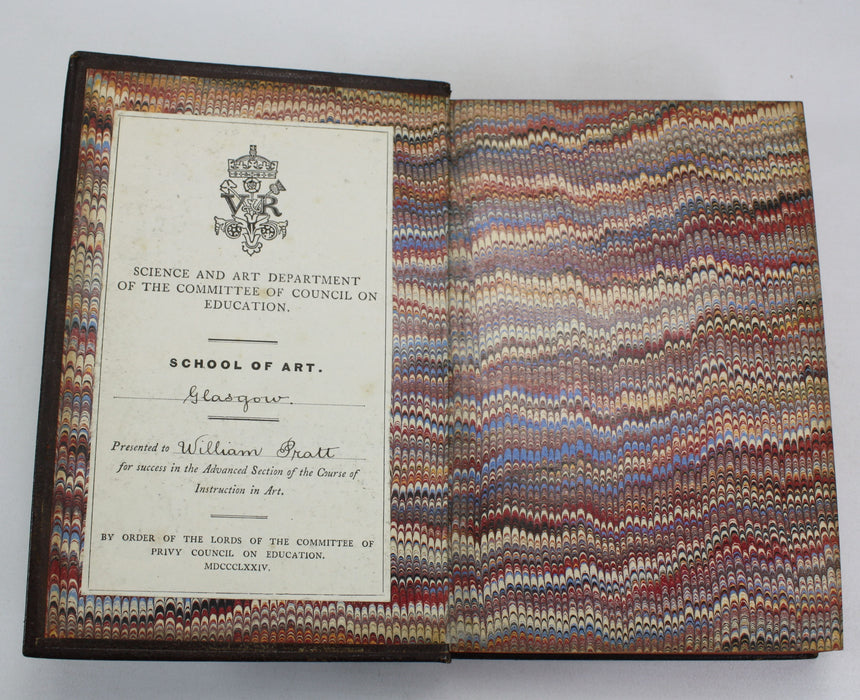 V R
SCIENCE AND ART DEPARTMENT
OF THE COMMITTEE OF COUNCIL ON
EDUCATION.
SCHOOL OF ART.
Glasgow.
Presented to William Pratt
for success in the Advanced Section of the Course of
Instruction in Art.
BY ORDER OF THE LORDS OF THE COMMITTEE OF
PRIVY COUNCIL ON EDUCATION.
MDCCCLXXIV.